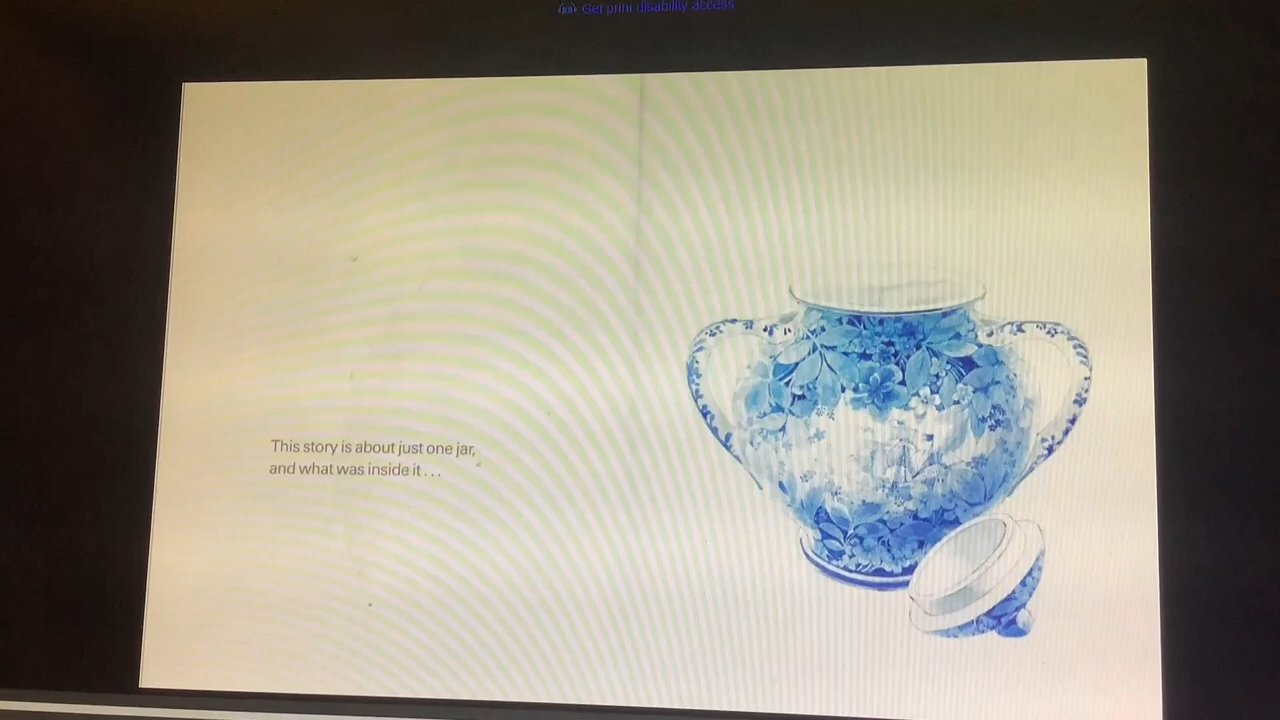 Get print disability access
This story is about just one jar,
and what was inside it . . .